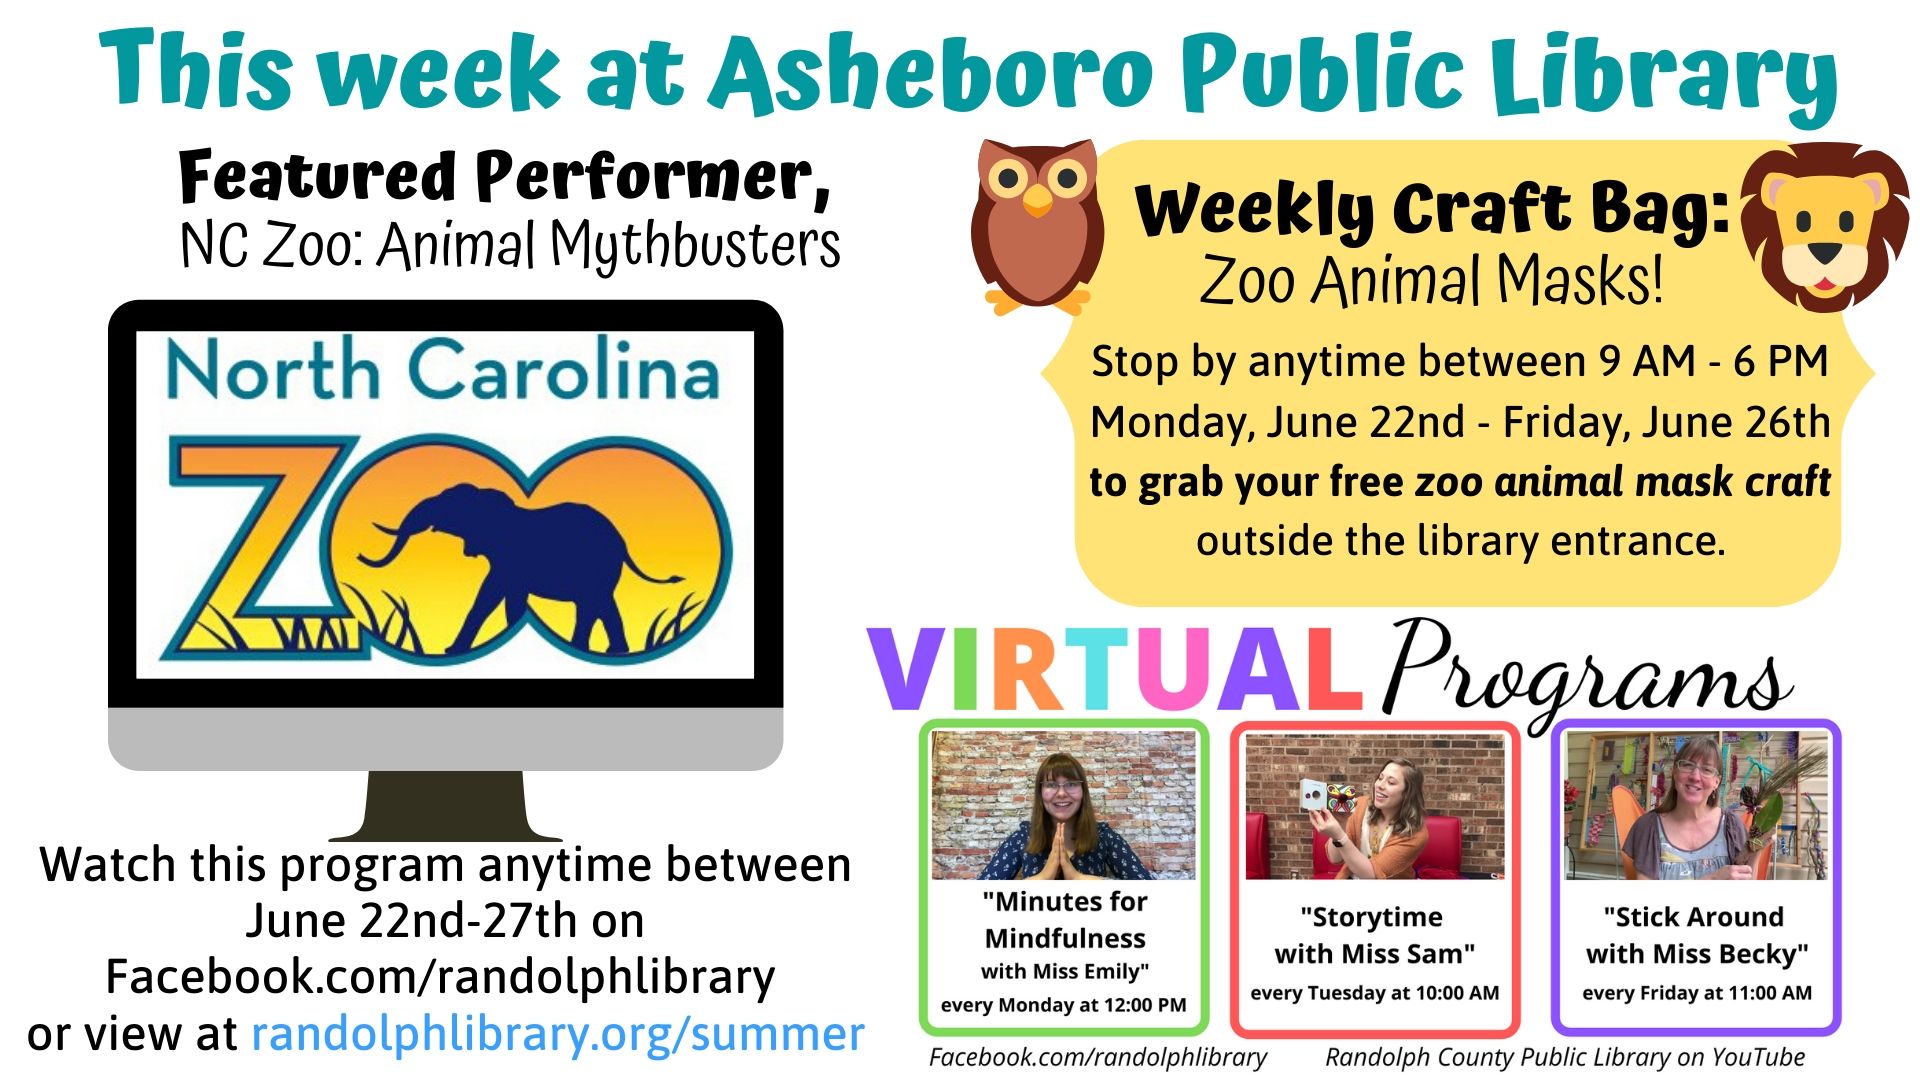 This week at Asheboro Public Library
Featured Performer,
NC Zoo: Animal Mythbusters
North Carolina
ZOO
Watch this program anytime between
June 22nd-27th on
Facebook.com/randolphlibrary
or view at randolphlibrary.org/summer
Weekly Craft Bag:
Zoo Animal Masks!
Stop by anytime between 9 AM - 6 PM
Monday, June 22nd - Friday, June 26th
to grab your free zoo animal mask craft
outside the library entrance.
VIRTUAL Programs
"Minutes for
Mindfulness
with Miss Emily"
every Monday at 12:00 PM
"Storytime
with Miss Sam"
every Tuesday at 10:00 AM
"Stick Around
with Miss Becky"
every Friday at 11:00 AM
Facebook.com/randolphlibrary
Randolph County Public Library on YouTube